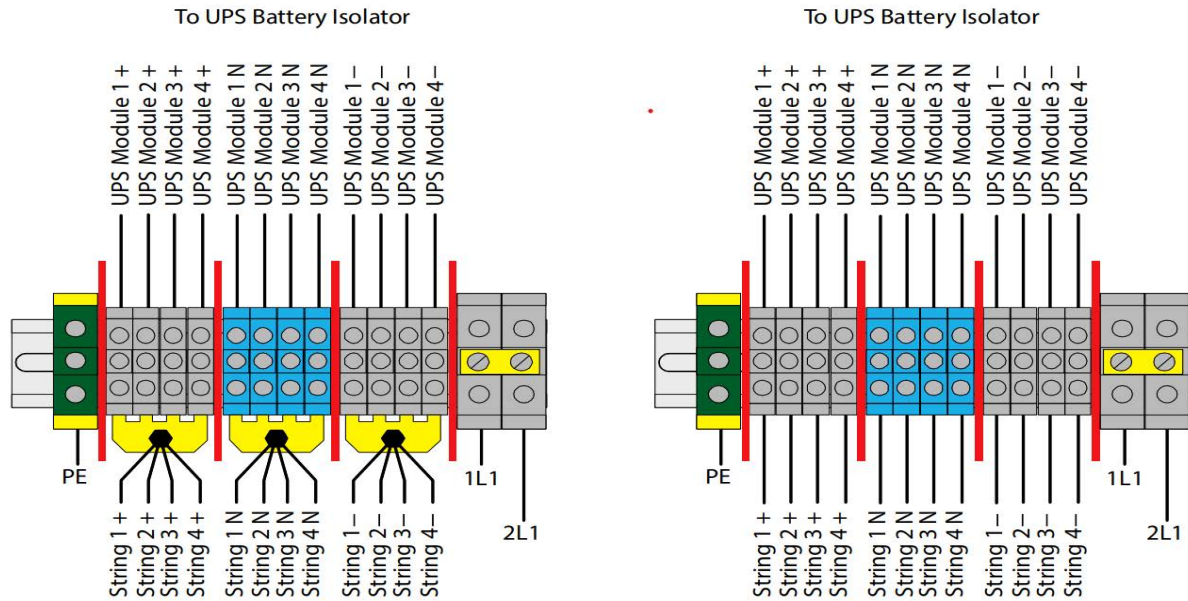 To UPS Battery Isolator
UPS Module 1 +
UPS Module 2 +
UPS Module 3 +
UPS Module 4 +
UPS Module 1 N
UPS Module 2 N
UPS Module 3 N
UPS Module 4 N
UPS Module 1 −
UPS Module 2 −
UPS Module 3 −
UPS Module 4 −
PE
1L1
2L1
String 1 +
String 2 +
String 3 +
String 4 +
String 1 N
String 2 N
String 3 N
String 4 N
String 1 −
String 2 −
String 3 −
String 4 −
To UPS Battery Isolator
UPS Module 1 +
UPS Module 2 +
UPS Module 3 +
UPS Module 4 +
UPS Module 1 N
UPS Module 2 N
UPS Module 3 N
UPS Module 4 N
UPS Module 1 −
UPS Module 2 −
UPS Module 3 −
UPS Module 4 −
PE
1L1
2L1
String 1 +
String 2 +
String 3 +
String 4 +
String 1 N
String 2 N
String 3 N
String 4 N
String 1 −
String 2 −
String 3 −
String 4 −